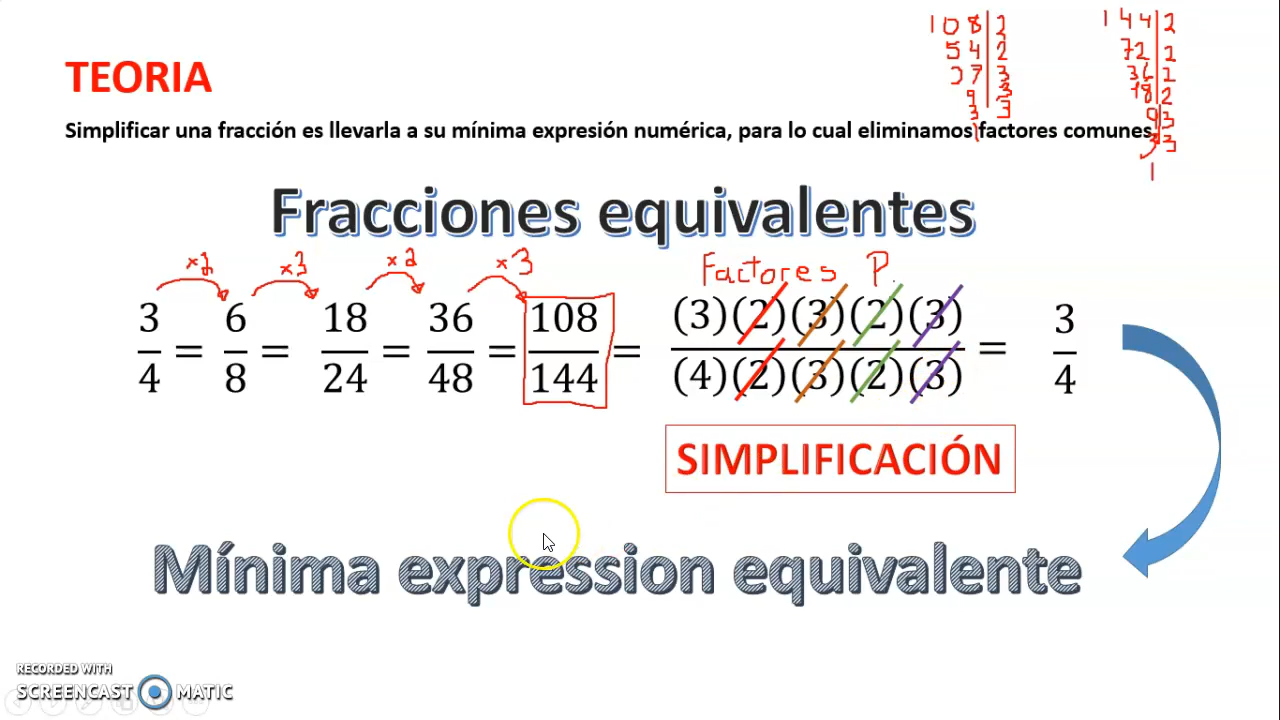 108|2
54|2
27|3
9|3
3|3
1
144|2
72|2
36|2
18|2
9|3
3|3
1
TEORIA
Simplificar una fracción es llevarla a su mínima expresión numérica, para lo cual eliminamos factores comunes
Fracciones equivalentes
×2 ×3 ×2 ×3 Factores P.
3/4 = 6/8 = 18/24 = 36/48 = 108/144 = (3)(2)(3)(2)(3)/(4)(2)(3)(2)(3) = 3/4
SIMPLIFICACIÓN
Mínima expression equivalente
RECORDED WITH
SCREENCAST MATIC